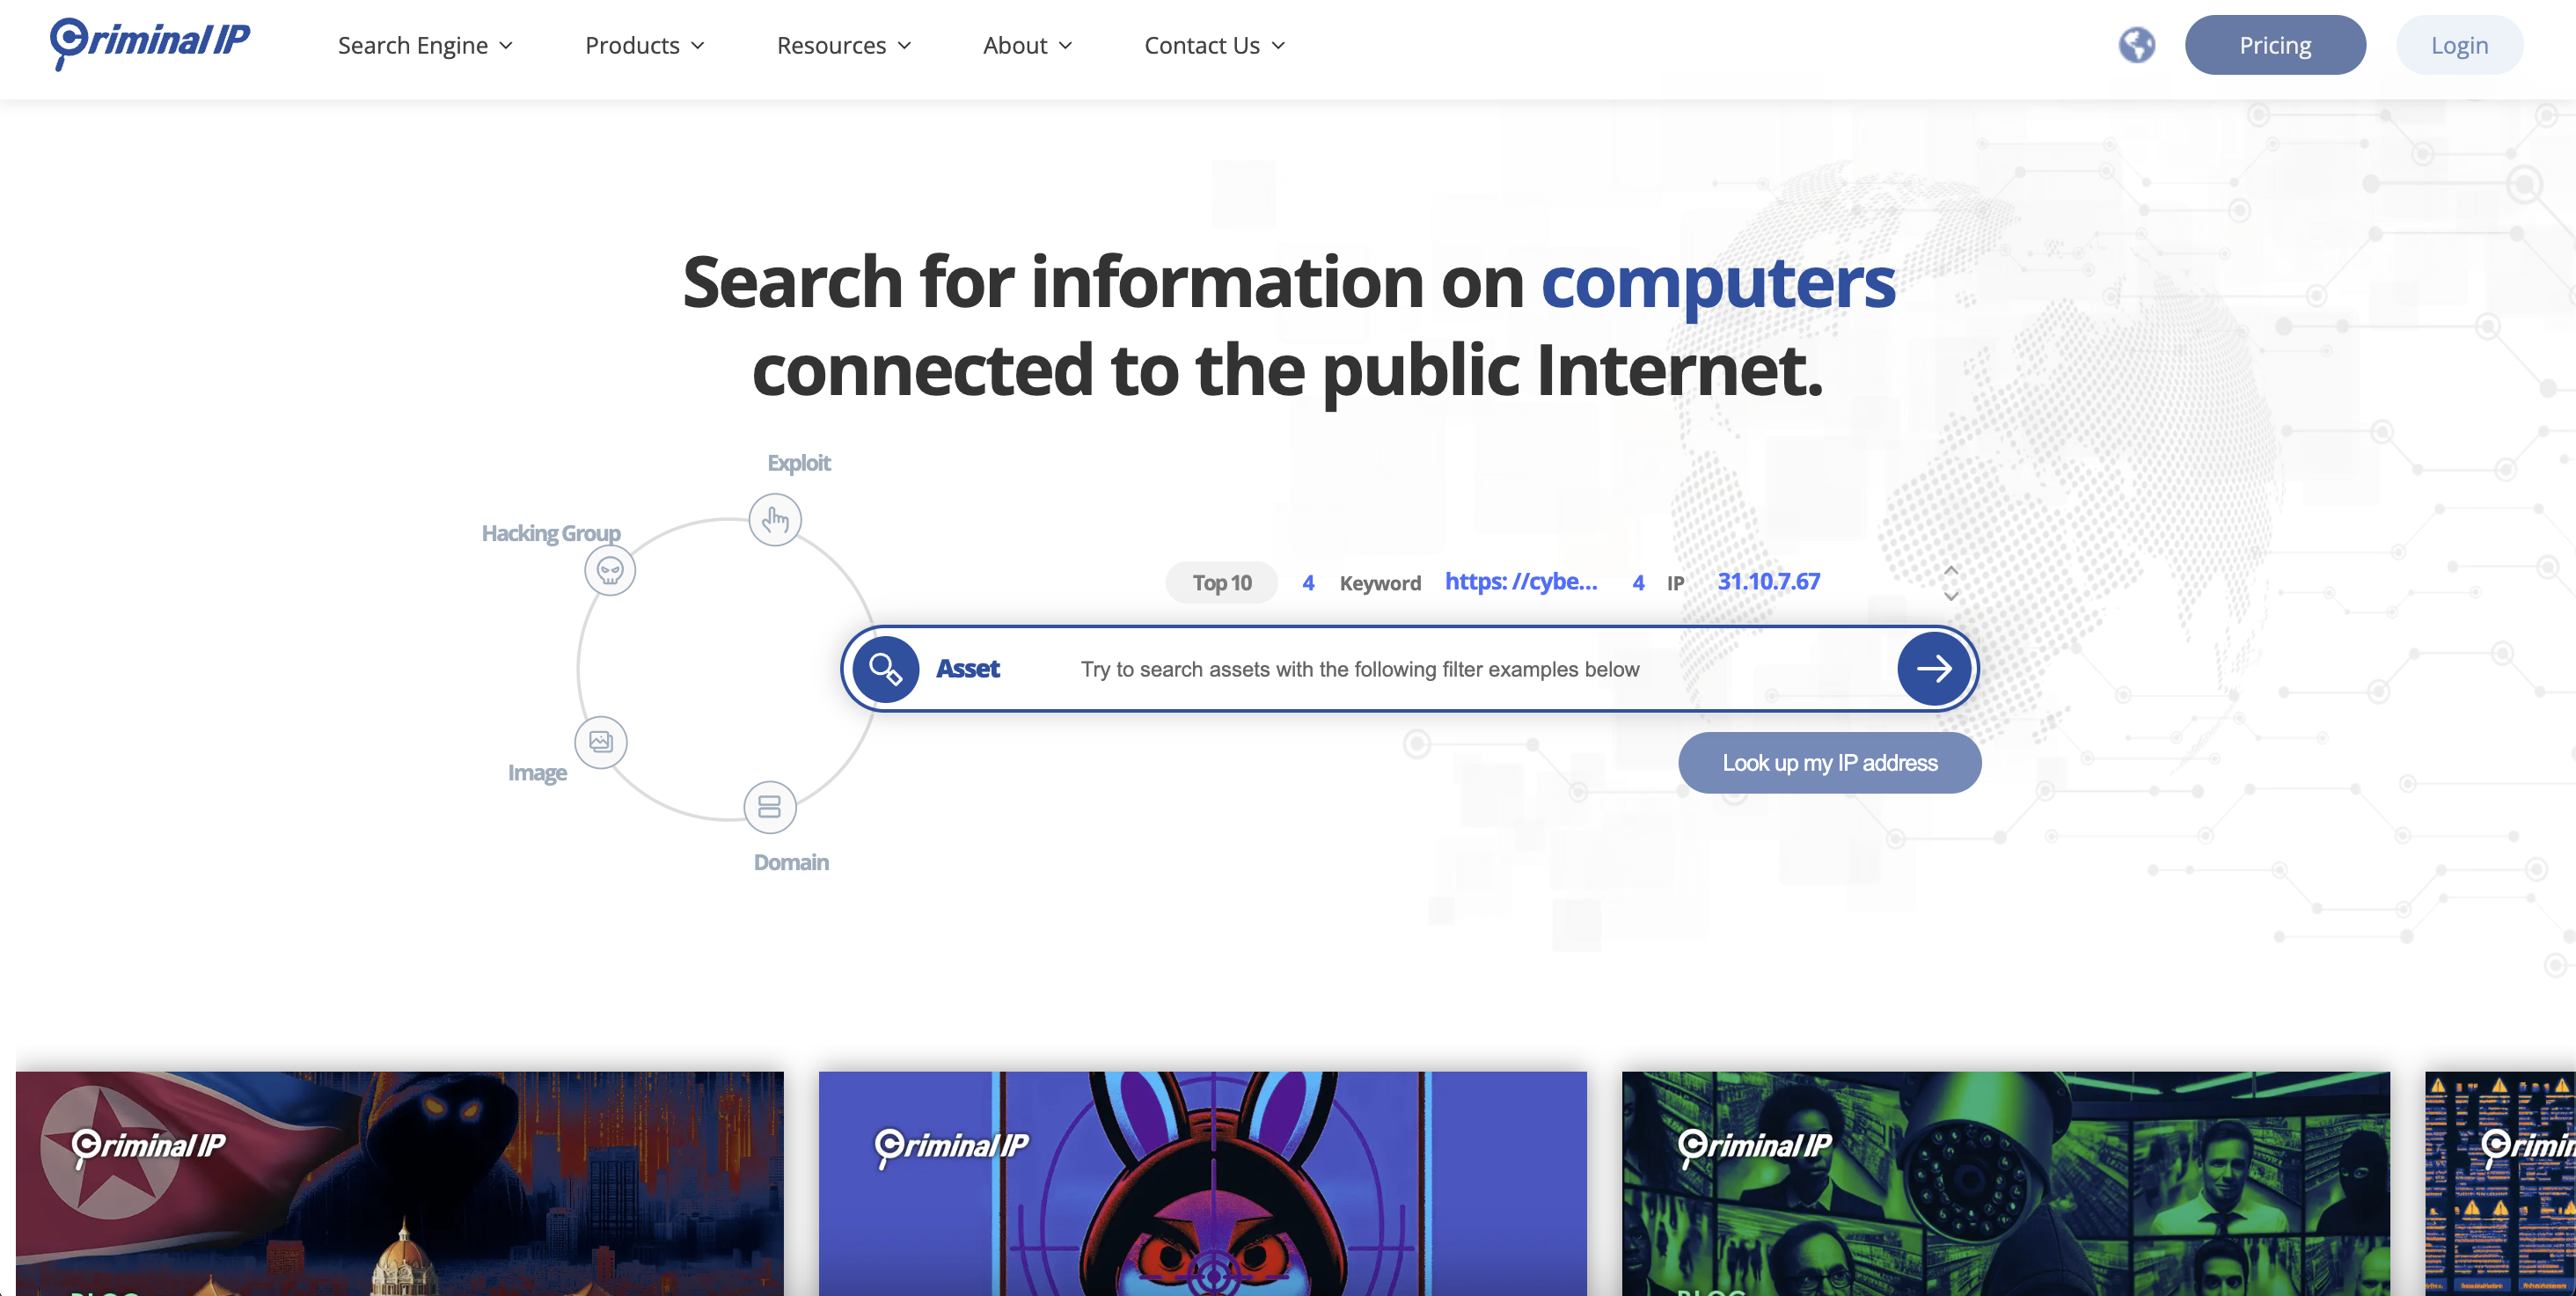 Criminal IP
Search Engine
Products
Resources
About
Contact Us
Pricing
Login
Search for information on computers
connected to the public Internet.
Exploit
Hacking Group
Image
Domain
Top 10 4 Keyword https: //cybe... 4 IP 31.10.7.67
Asset
Try to search assets with the following filter examples below
Look up my IP address
Criminal IP
Criminal IP
Criminal IP
BLOG
BLOG